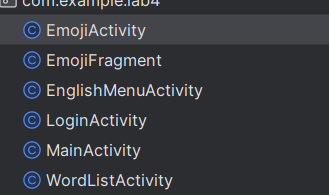 com.example.lab4
EmojiActivity
EmojiFragment
EnglishMenuActivity
LoginActivity
MainActivity
WordListActivity